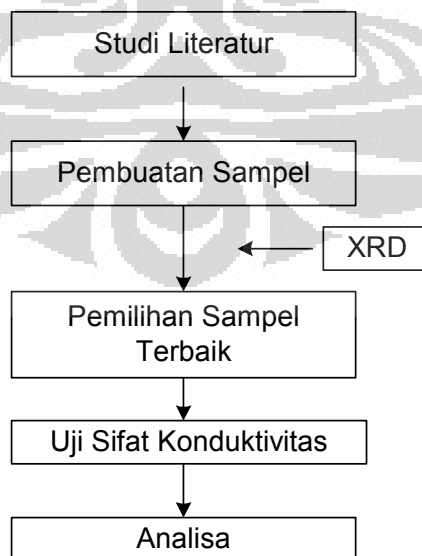 Studi Literatur
Pembuatan Sampel
XRD
Pemilihan Sampel
Terbaik
Uji Sifat Konduktivitas
Analisa